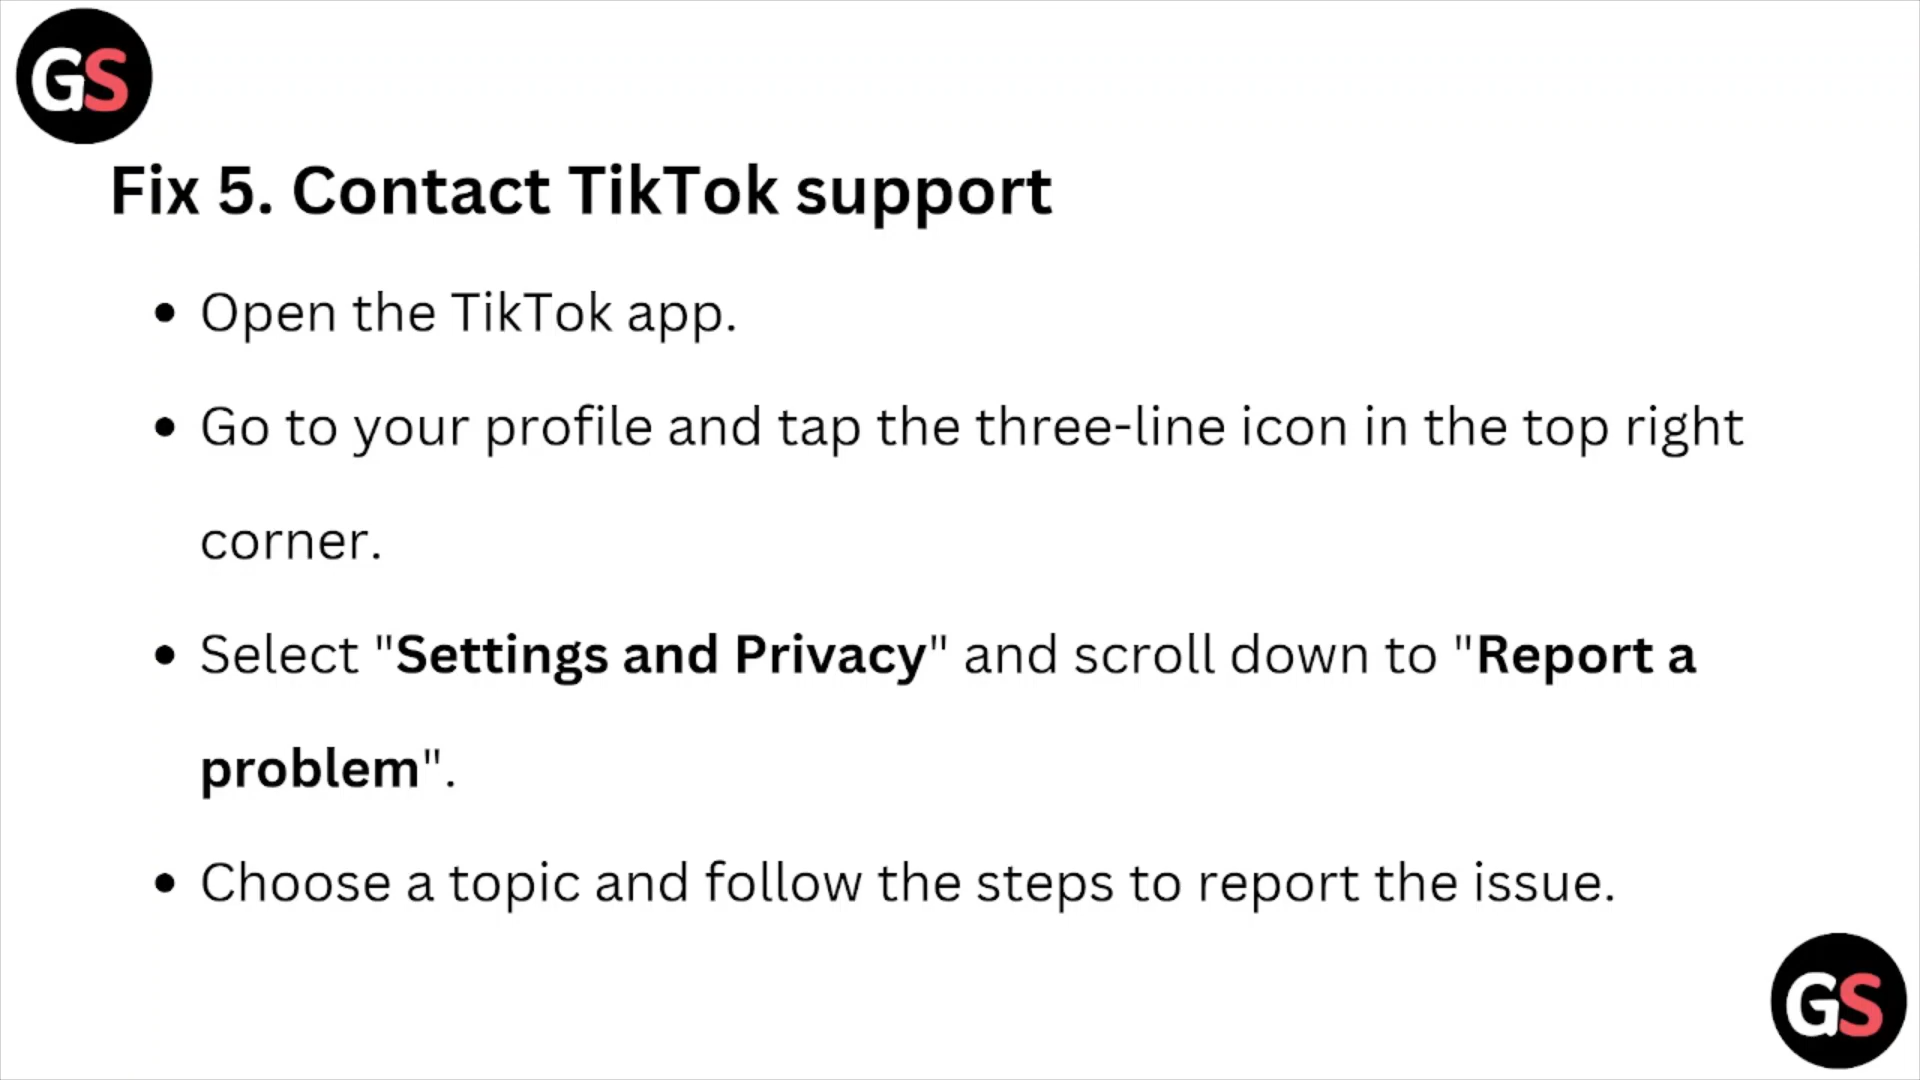 GS
Fix 5. Contact TikTok support
• Open the TikTok app.
• Go to your profile and tap the three-line icon in the top right
corner.
• Select "Settings and Privacy" and scroll down to "Report a
problem".
• Choose a topic and follow the steps to report the issue.
GS